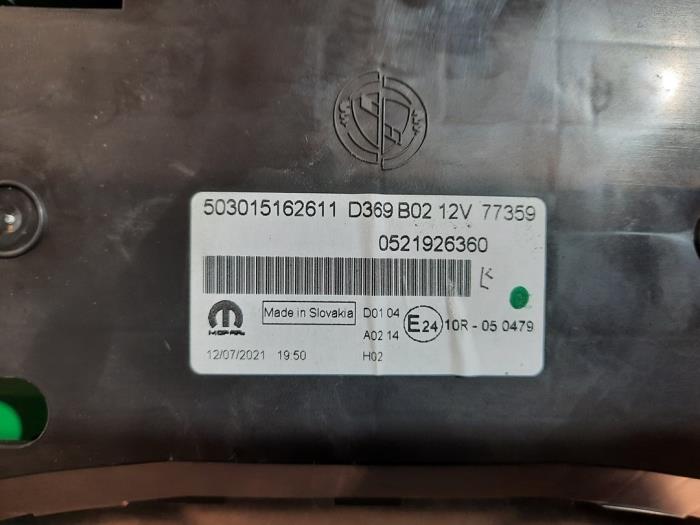 503015162611 D369 B02 12V 77359
0521926360
MOPAR
Made in Slovakia
D01 04
A02 14
H02
E24 10R - 05 0479
12/07/2021 19:50